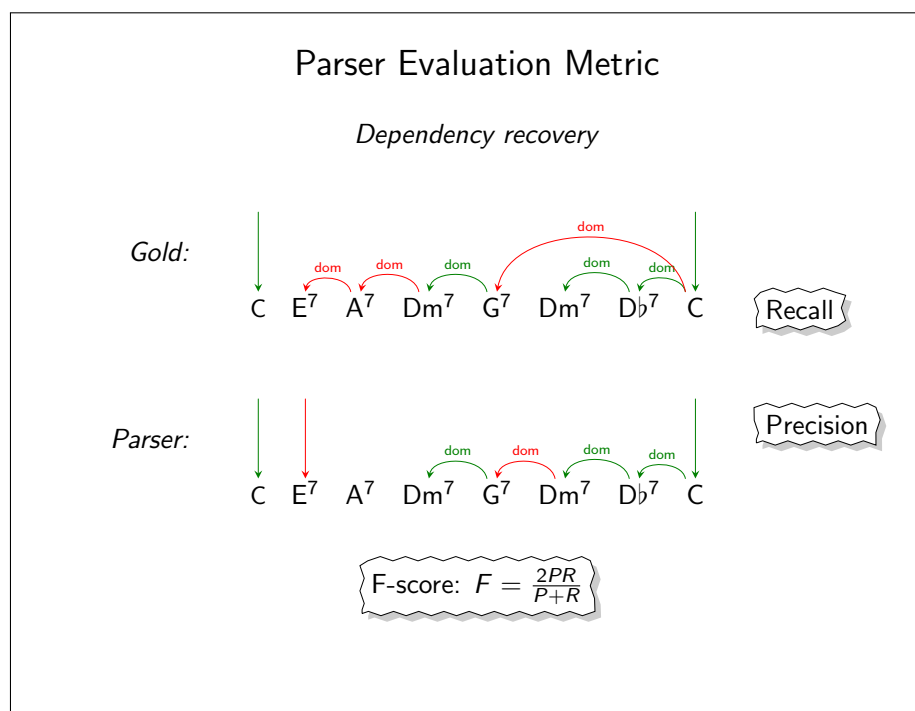 Parser Evaluation Metric
Dependency recovery
dom
Gold: dom dom dom dom dom
C E⁷ A⁷ Dm⁷ G⁷ Dm⁷ D♭⁷ C
Recall
Precision
Parser: dom dom dom dom
C E⁷ A⁷ Dm⁷ G⁷ Dm⁷ D♭⁷ C
F-score: F = 2PR / P+R